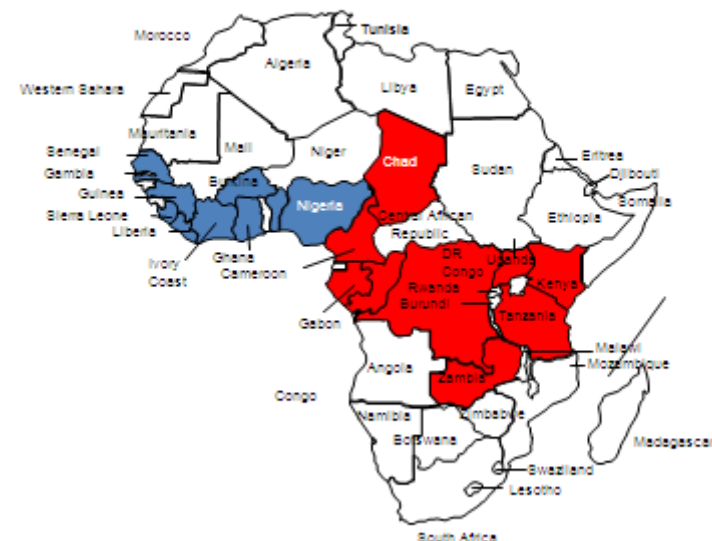 Morocco
Tunisia
Algeria
Libya
Egypt
Western Sahara
Mauritania
Mali
Niger
Chad
Sudan
Eritrea
Djibouti
Somalia
Senegal
Gambia
Guinea
Sierra Leone
Liberia
Burkina
Nigeria
Ethiopia
Central African
Republic
Ivory
Coast
Ghana
Cameroon
DR
Congo
Uganda
Kenya
Rwanda
Burundi
Tanzania
Gabon
Malawi
Mozambique
Angola
Zambia
Congo
Namibia
Zimbabwe
Botswana
Madagascar
Swaziland
Lesotho
South Africa